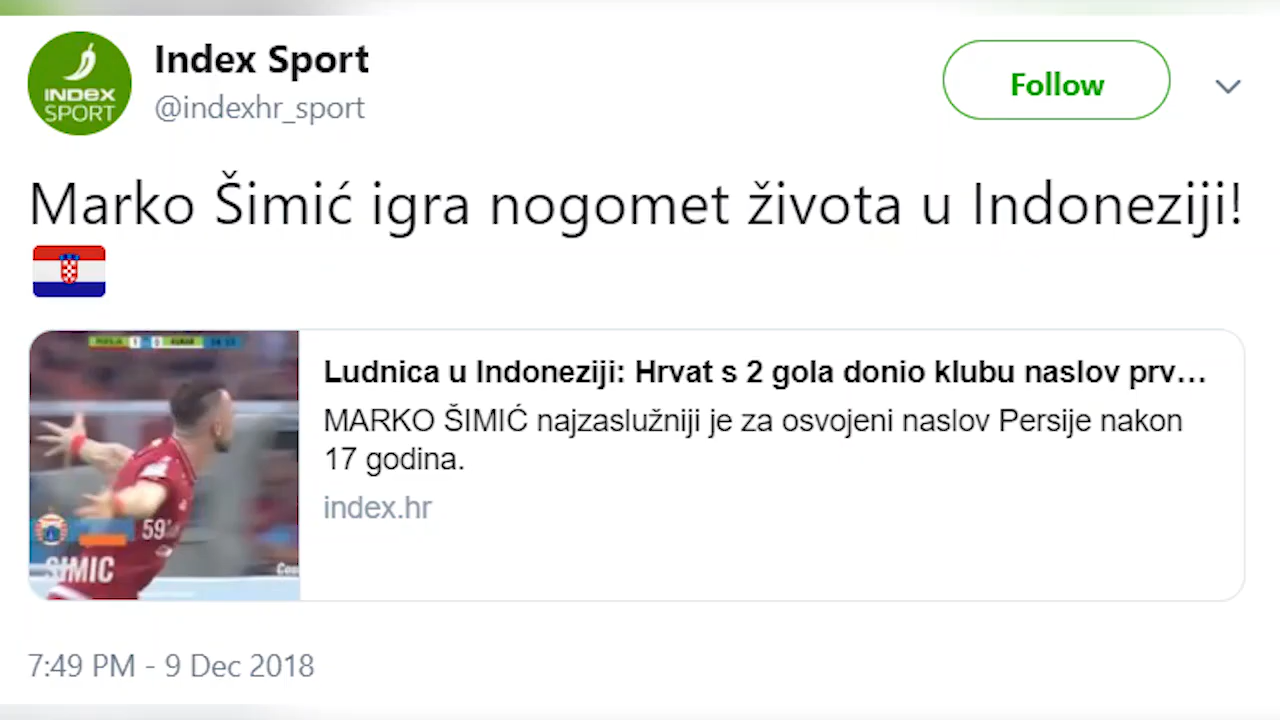 INDEX
SPORT
Index Sport
@indexhr_sport
Follow
Marko Šimić igra nogomet života u Indoneziji!
Ludnica u Indoneziji: Hrvat s 2 gola donio klubu naslov prv...
MARKO ŠIMIĆ najzaslužniji je za osvojeni naslov Persije nakon
17 godina.
index.hr
59'
SIMIC
7:49 PM - 9 Dec 2018